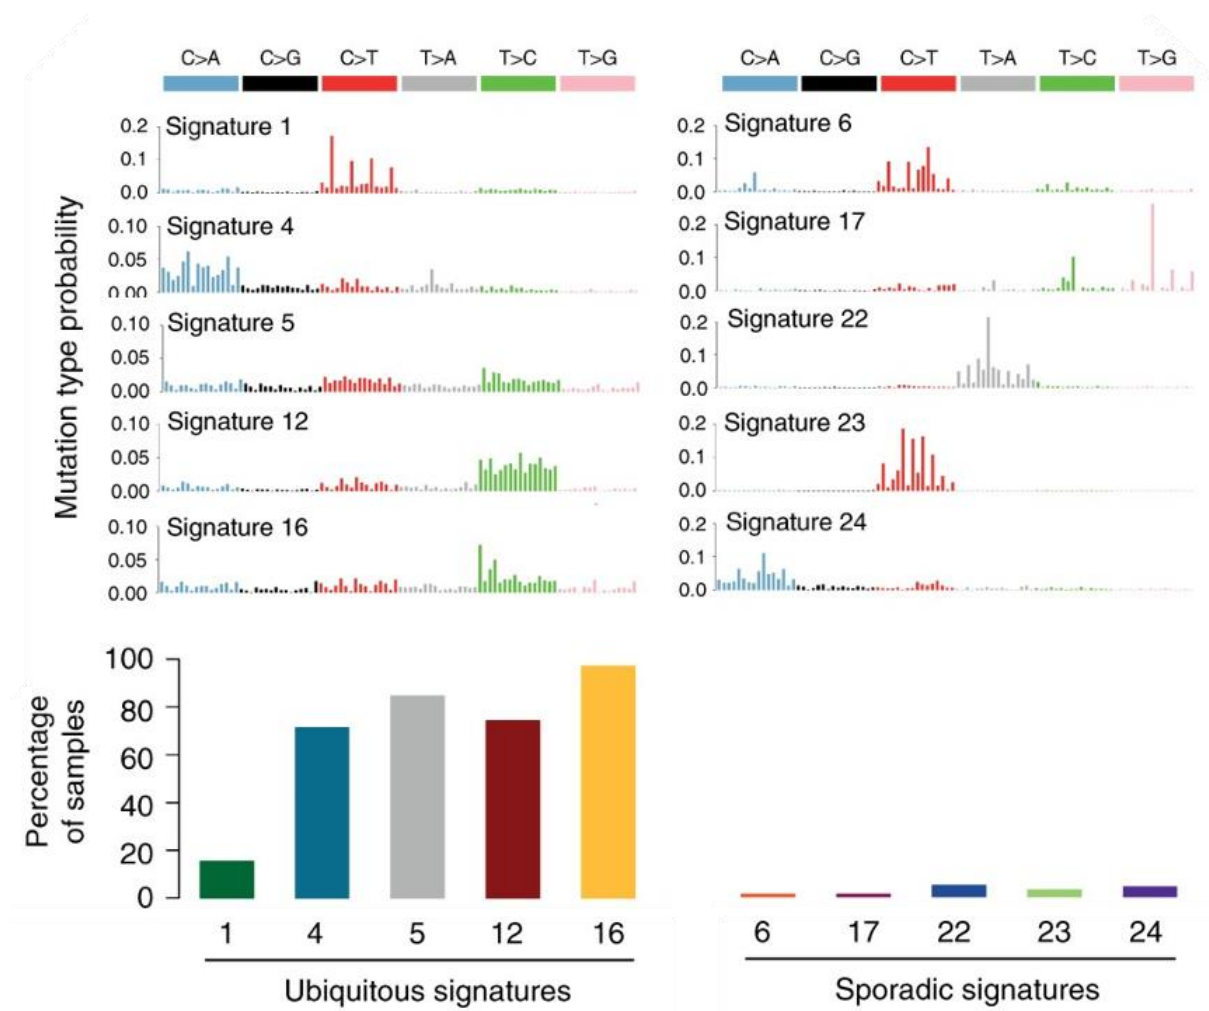 C>A C>G C>T T>A T>C T>G
C>A C>G C>T T>A T>C T>G
Mutation type probability
0.2 Signature 1
0.1
0.0
0.10 Signature 4
0.05
0.00
0.10 Signature 5
0.05
0.00
0.10 Signature 12
0.05
0.00
0.10 Signature 16
0.05
0.00
0.2 Signature 6
0.1
0.0
0.2 Signature 17
0.1
0.0
0.2 Signature 22
0.1
0.0
0.2 Signature 23
0.1
0.0
0.2 Signature 24
0.1
0.0
Percentage
of samples
100
80
60
40
20
0
1 4 5 12 16
Ubiquitous signatures
6 17 22 23 24
Sporadic signatures